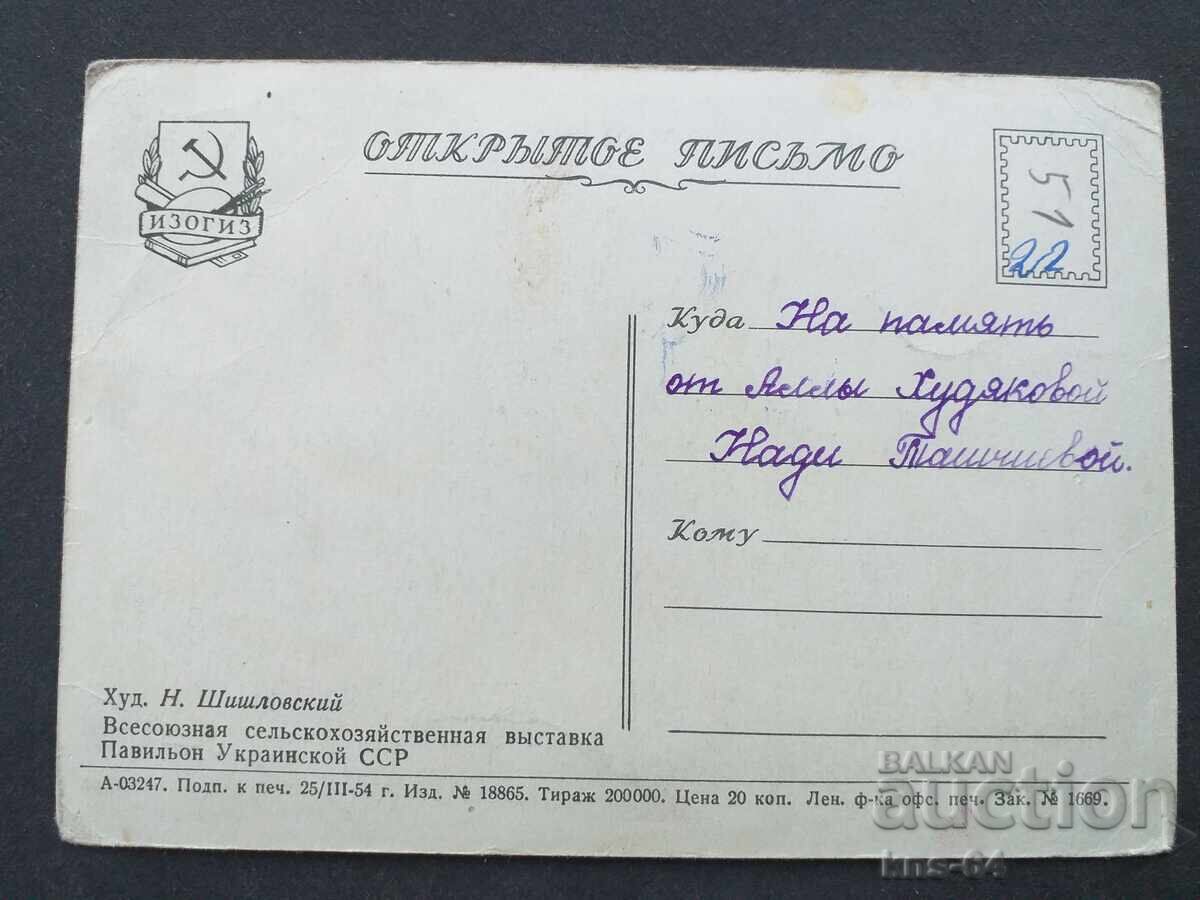 ОТКРЫТОЕ ПИСЬМО
ИЗОГИЗ
51
22
Куда На память
от Аллы Худяковой
Нади
Кому
Худ. Н. Шишловский
Всесоюзная сельскохозяйственная выставка
Павильон Украинской ССР
А-03247. Подп. к печ. 25/III-54 г. Изд. № 18865. Тираж 200000. Цена 20 коп. Лен. ф-ка офс. печ. Зак. № 1669.
BALKAN
auction
kns-64